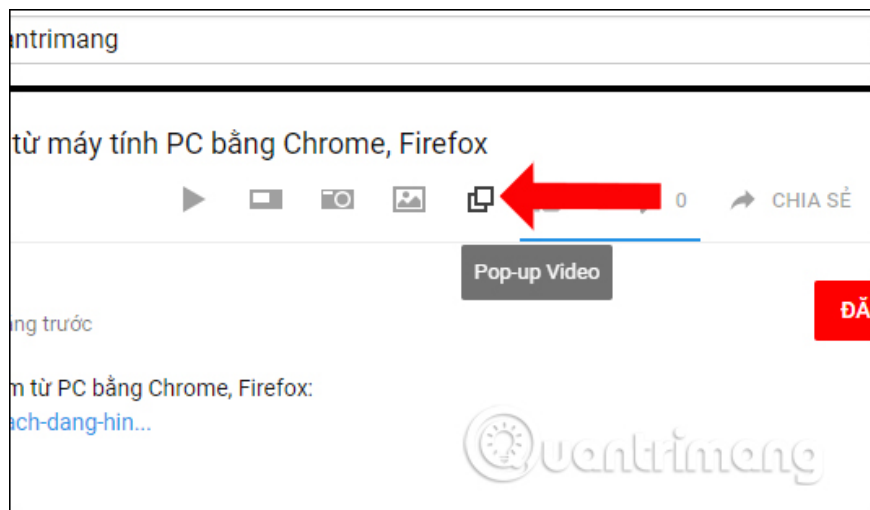 antrimang
từ máy tính PC bằng Chrome, Firefox
0 CHIA SẺ
Pop-up Video
ĐĂ
ng trước
m từ PC bằng Chrome, Firefox:
ach-dang-hin...
Quantrimang